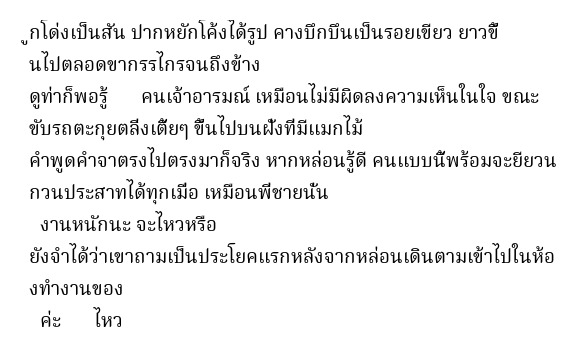 ูกโด่งเป็นสัน ปากหยักโค้งได้รูป คางบึกบึนเป็นรอยเขียว ยาวขึ้
นไปตลอดขากรรไกรจนถึงข้าง
ดูท่าก็พอรู้ คนเจ้าอารมณ์ เหมือนไม่มีผิดลงความเห็นในใจ ขณะ
ขับรถตะกุยตลิ่งเตี้ยๆ ขึ้นไปบนฝั่งที่มีแมกไม้
คำพูดคำจาตรงไปตรงมาก็จริง หากหล่อนรู้ดี คนแบบนี้พร้อมจะยียวน
กวนประสาทได้ทุกเมื่อ เหมือนพี่ชายนั่น
งานหนักนะ จะไหวหรือ
ยังจำได้ว่าเขาถามเป็นประโยคแรกหลังจากหล่อนเดินตามเข้าไปในห้อ
งทำงานของ
ค่ะ ไหว